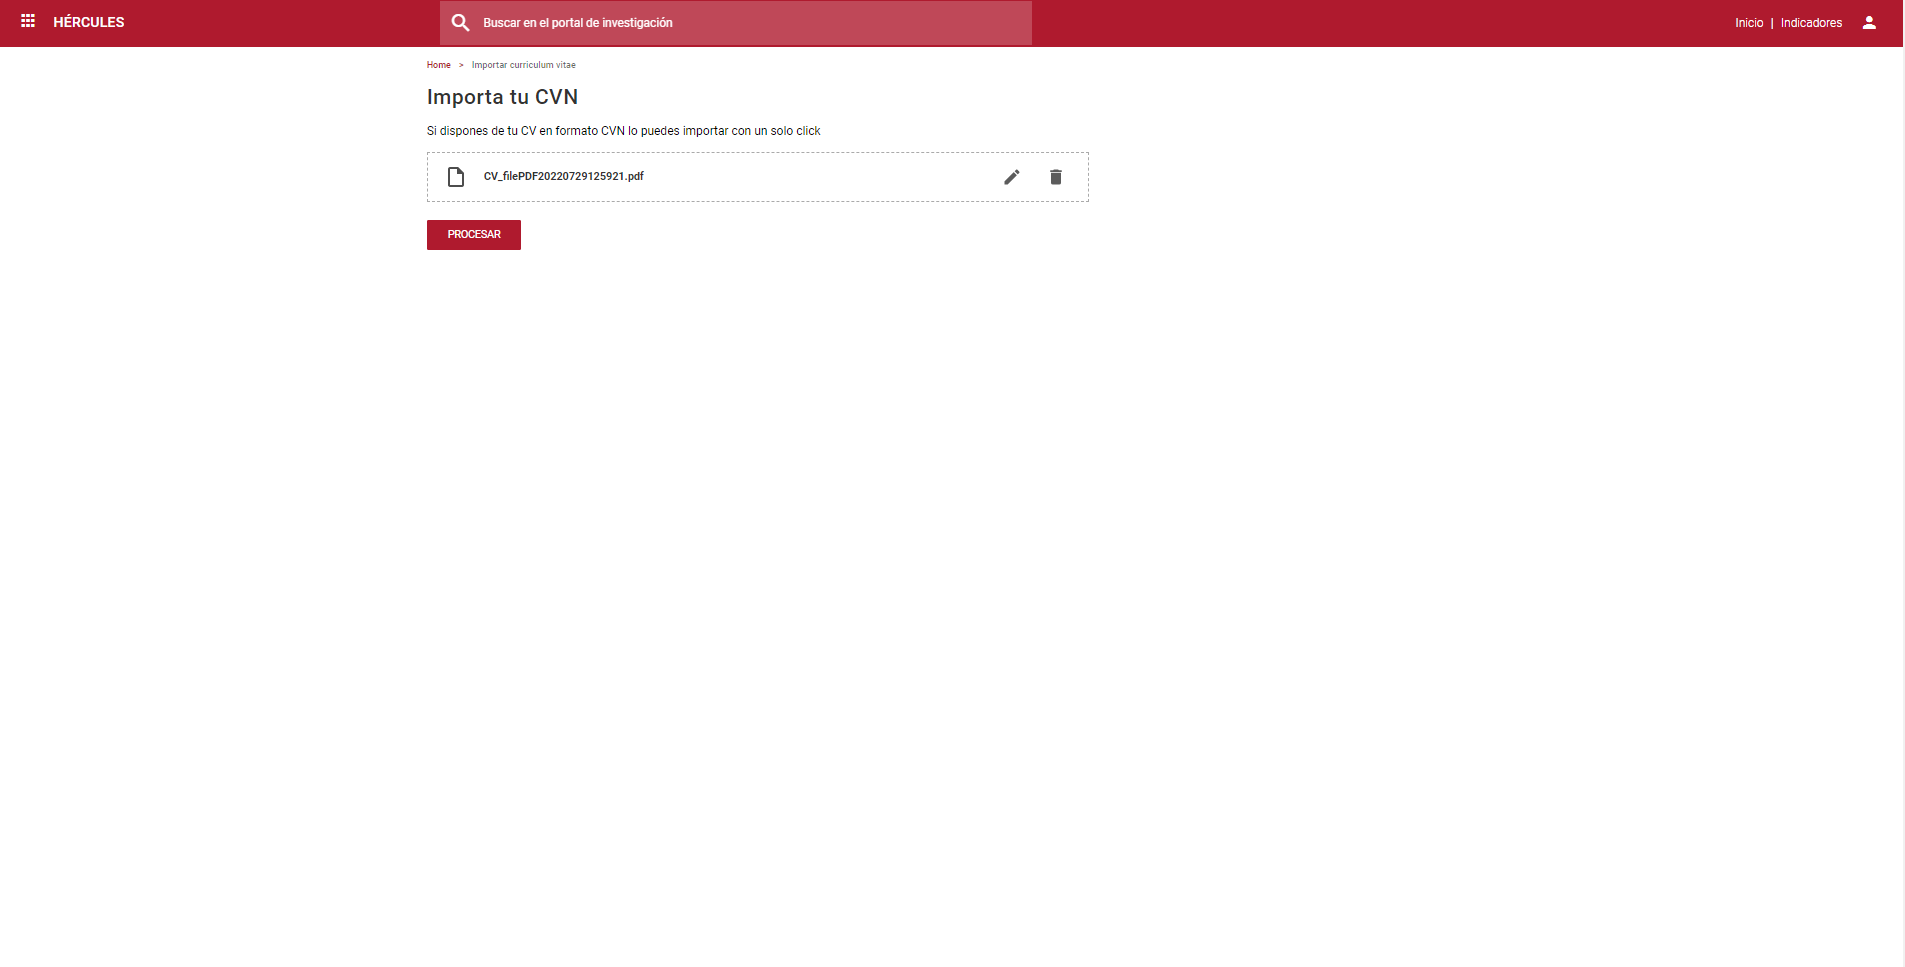 HÉRCULES
Buscar en el portal de investigación
Inicio | Indicadores
Home > Importar curriculum vitae
Importa tu CVN
Si dispones de tu CV en formato CVN lo puedes importar con un solo click
CV_filePDF20220729125921.pdf
PROCESAR